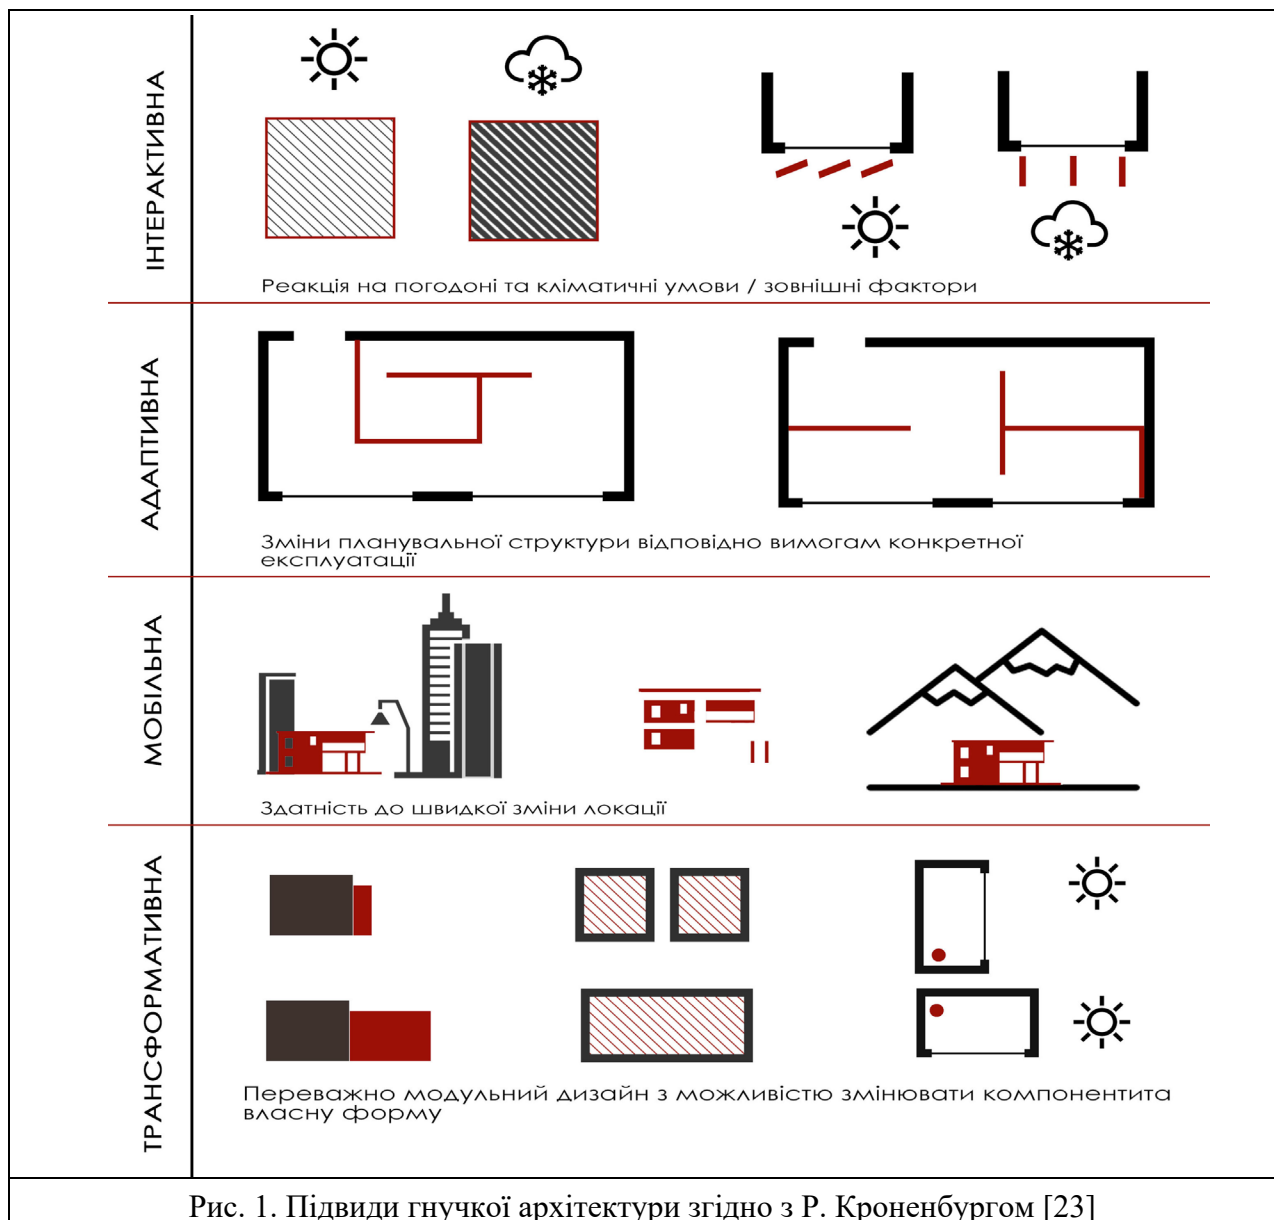 ІНТЕРАКТИВНА
Реакція на погодоні та кліматичні умови / зовнішні фактори
АДАПТИВНА
Зміни планувальної структури відповідно вимогам конкретної
експлуатації
МОБІЛЬНА
Здатність до швидкої зміни локації
ТРАНСФОРМАТИВНА
Переважно модульний дизайн з можливістю змінювати компонентита
власну форму
Рис. 1. Підвиди гнучкої архітектури згідно з Р. Кроненбургом [23]